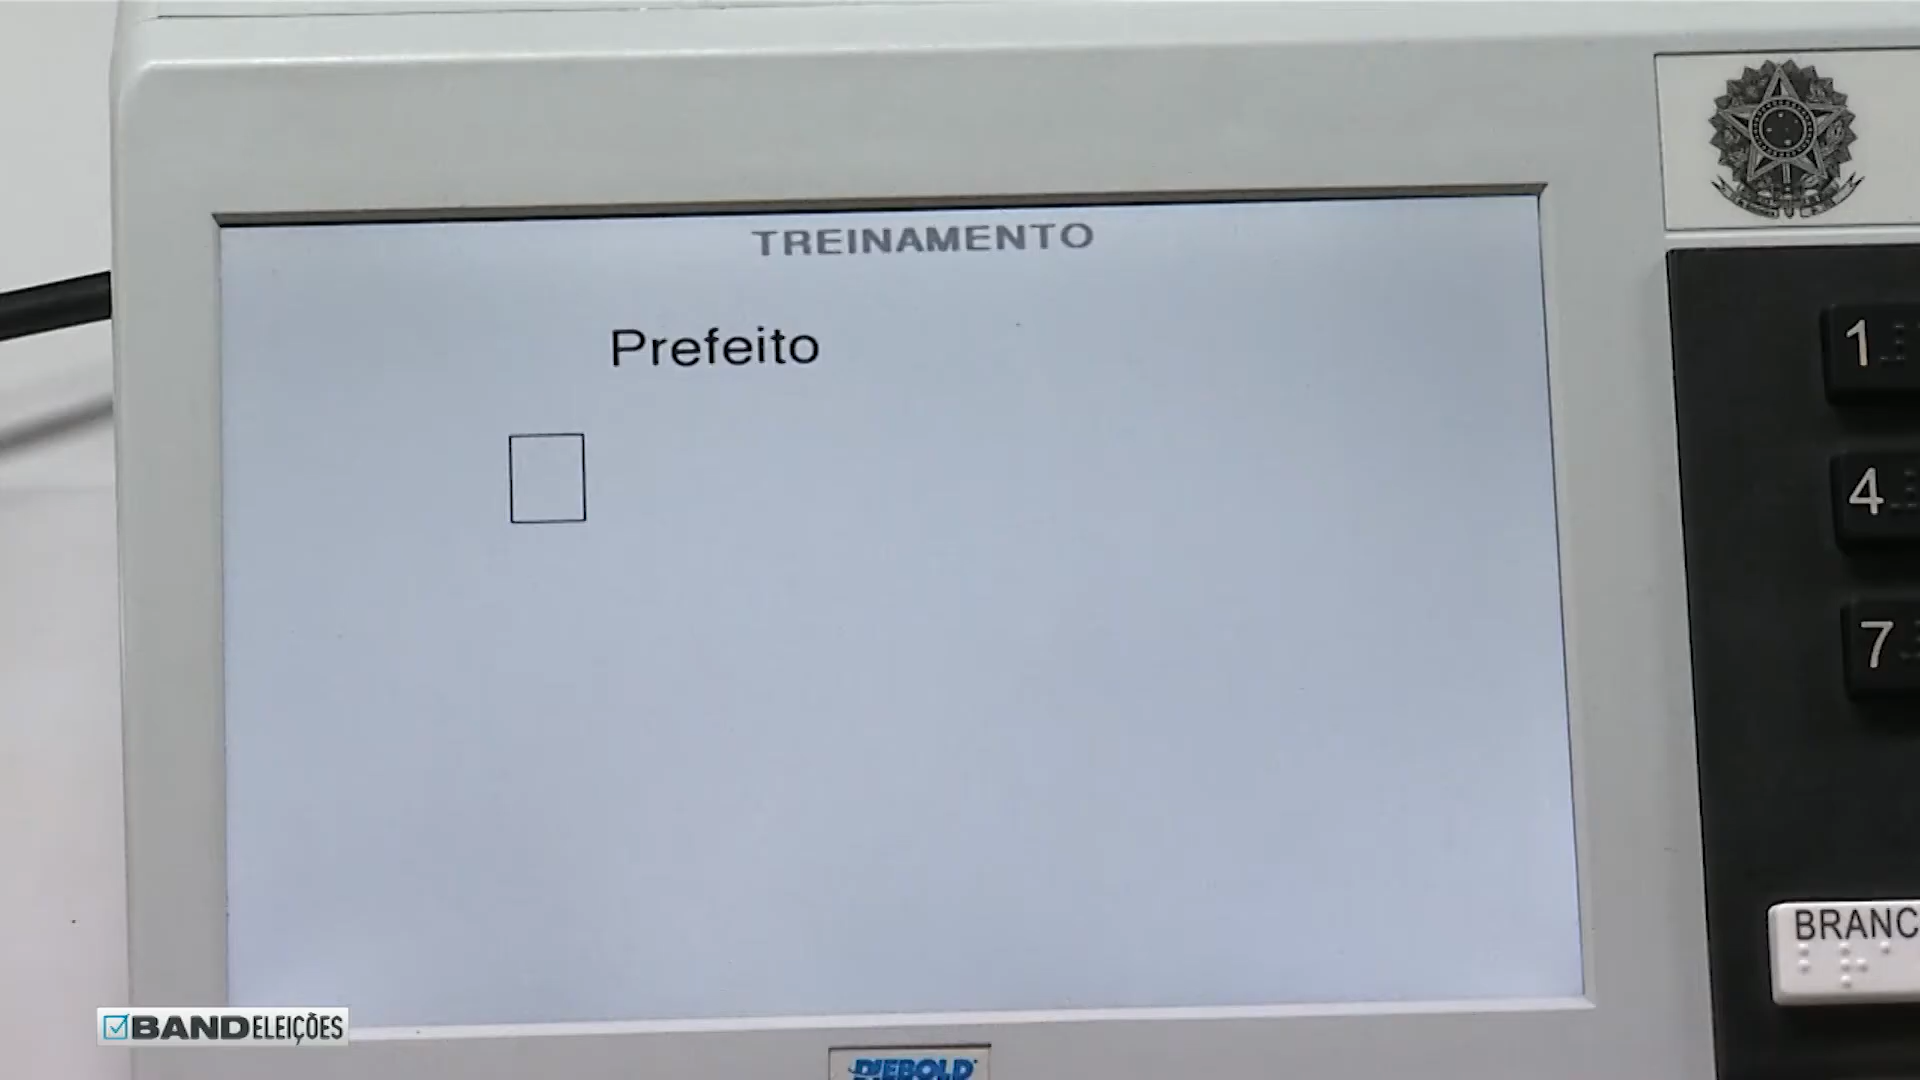 TREINAMENTO
Prefeito
1
4
7
BRANC
BANDELEIÇÕES
DIEBOLD